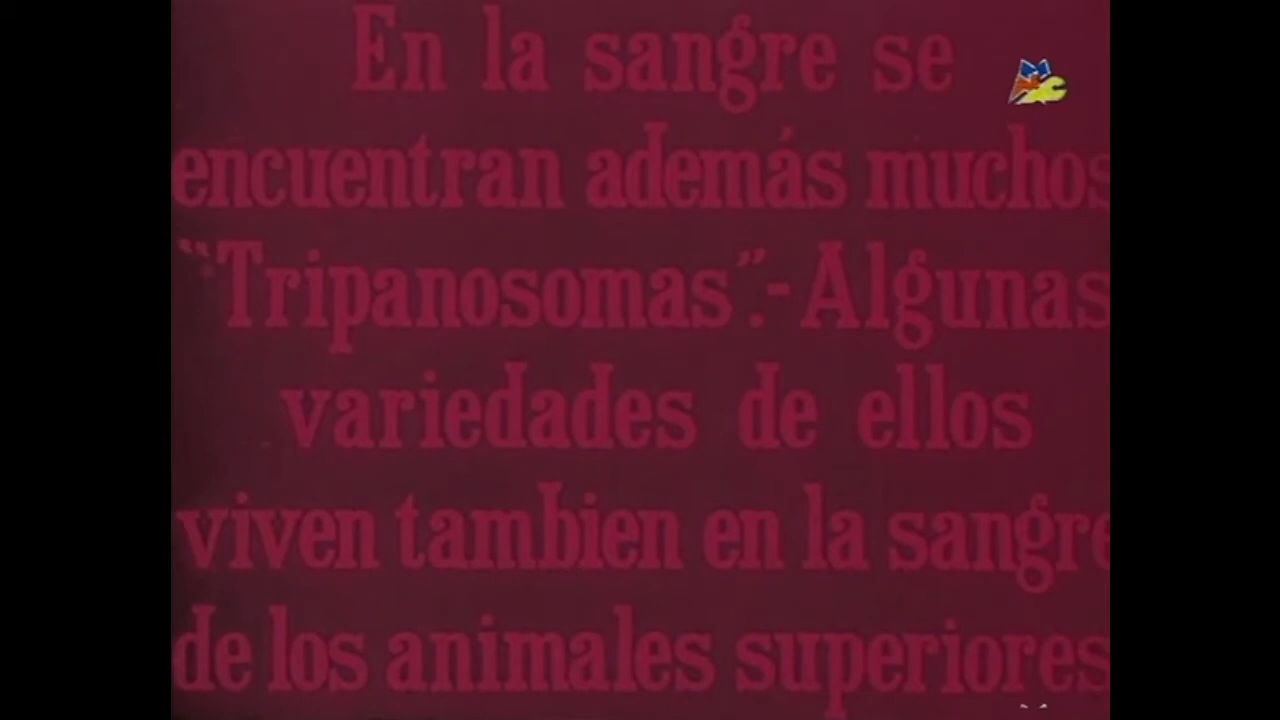 En la sangre se
encuentran además muchos
“Tripanosomas”.- Algunas
variedades de ellos
viven tambien en la sangre
de los animales superiores
MC